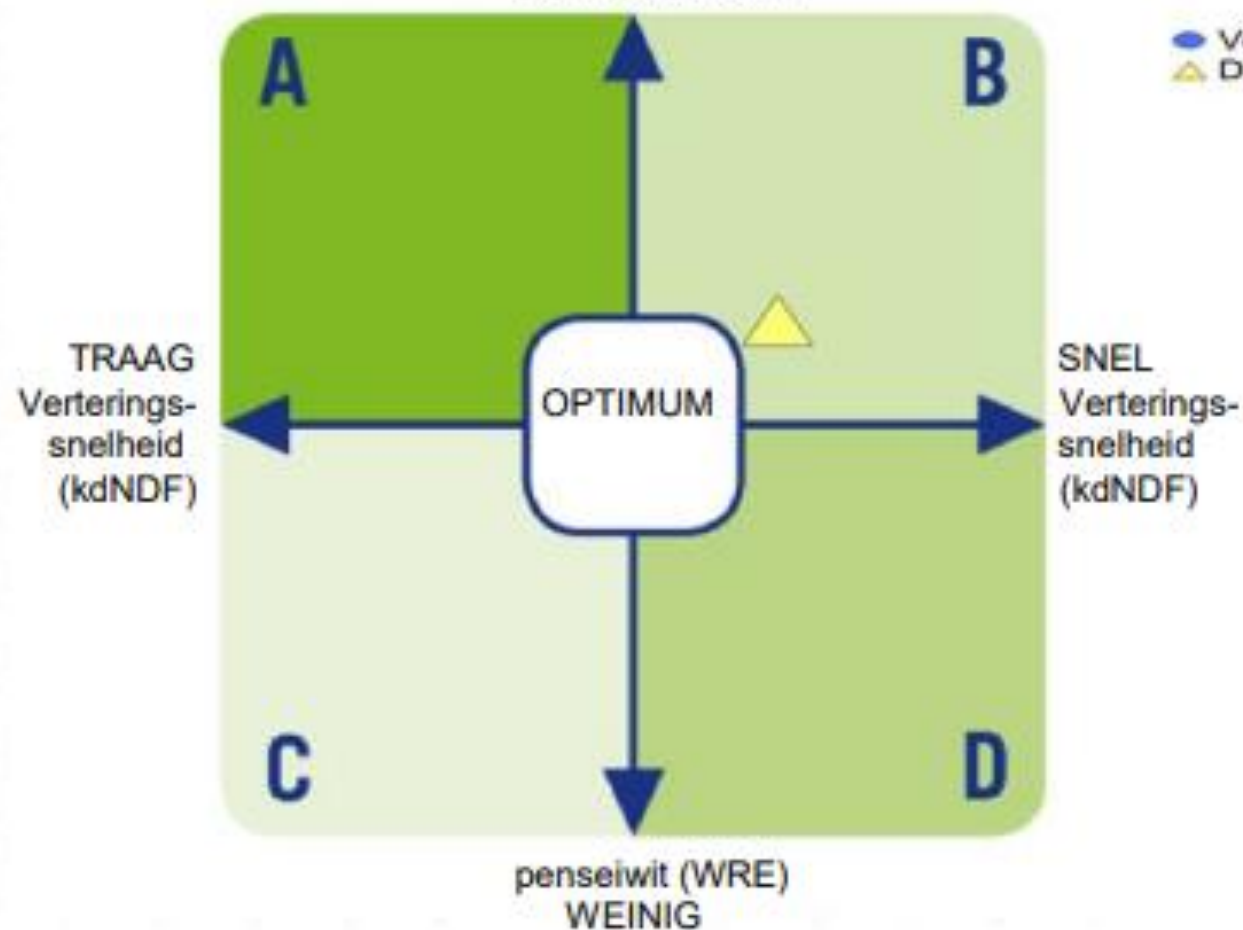 A
B
TRAAG
Verterings-
snelheid
(kdNDF)
OPTIMUM
SNEL
Verterings-
snelheid
(kdNDF)
C
D
penseiwit (WRE)
WEINIG